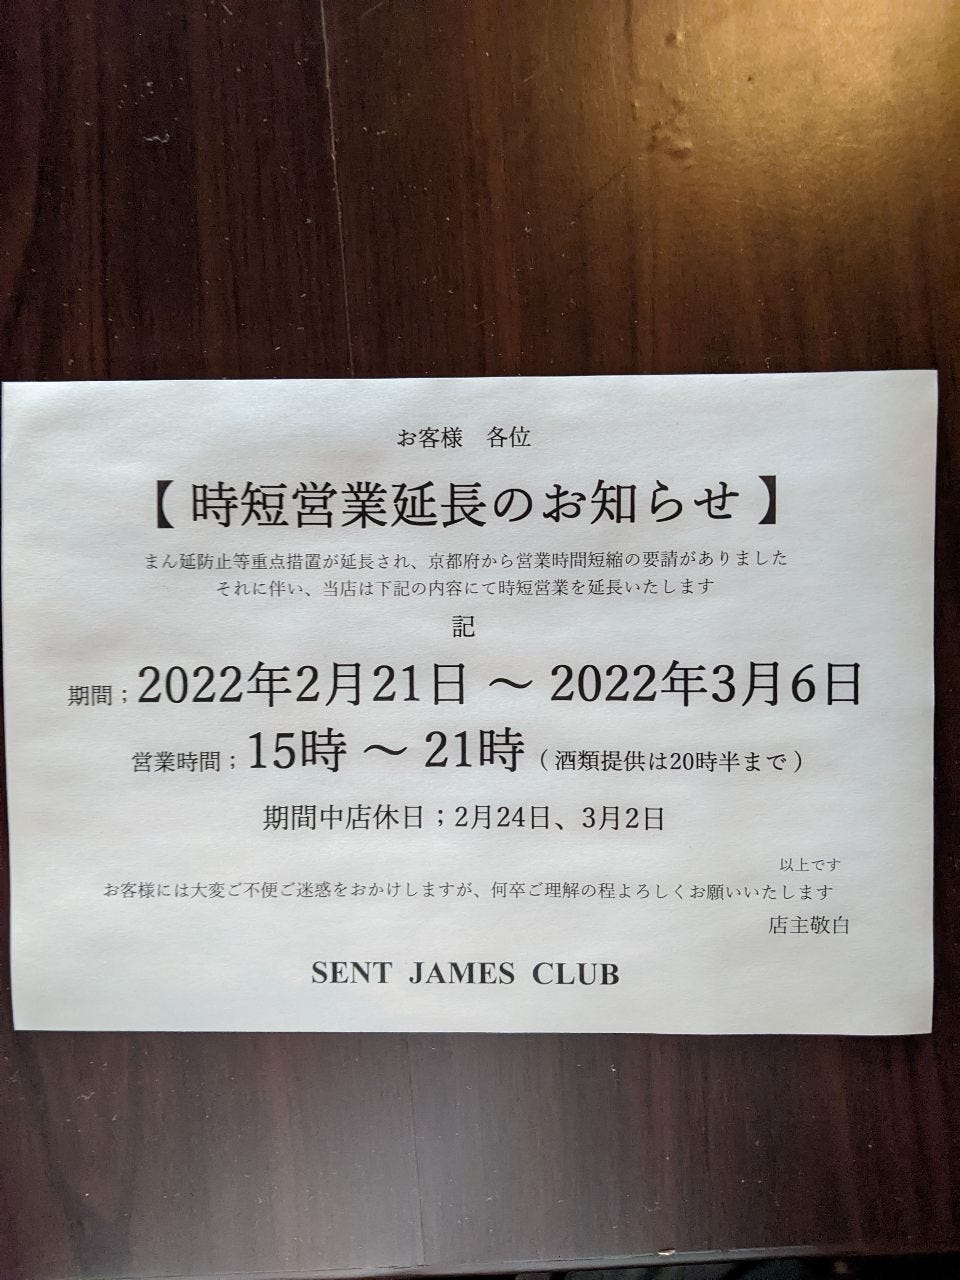 お客様　各位
【 時短営業延長のお知らせ 】
まん延防止等重点措置が延長され、京都府から営業時間短縮の要請がありました
それに伴い、当店は下記の内容にて時短営業を延長いたします
記
期間；2022年2月21日 ～ 2022年3月6日
営業時間；15時 ～ 21時（酒類提供は20時半まで）
期間中店休日；2月24日、3月2日
以上です
お客様には大変ご不便ご迷惑をおかけしますが、何卒ご理解の程よろしくお願いいたします
店主敬白
SENT JAMES CLUB